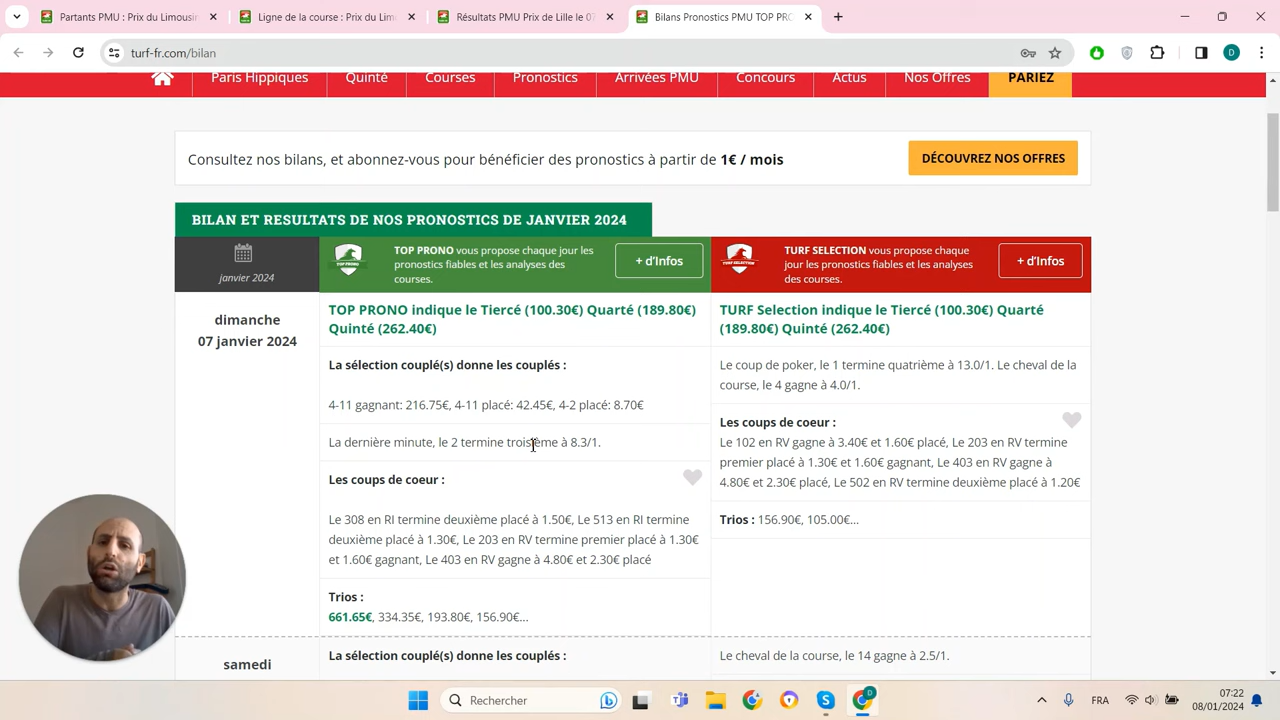 Partants PMU : Prix du Limousin
Ligne de la course : Prix du Lim
Résultats PMU Prix de Lille le 07
Bilans Pronostics PMU TOP PRO
turf-fr.com/bilan
D
Paris Hippiques
Quinté
Courses
Pronostics
Arrivées PMU
Concours
Actus
Nos Offres
PARIEZ
Consultez nos bilans, et abonnez-vous pour bénéficier des pronostics à partir de 1€ / mois
DÉCOUVREZ NOS OFFRES
BILAN ET RESULTATS DE NOS PRONOSTICS DE JANVIER 2024
janvier 2024
TOP PRONO
TOP PRONO vous propose chaque jour les
pronostics fiables et les analyses des
courses.
+ d'Infos
TURF SELECTION
TURF SELECTION vous propose chaque
jour les pronostics fiables et les analyses
des courses.
+ d'Infos
dimanche
07 janvier 2024
TOP PRONO indique le Tiercé (100.30€) Quarté (189.80€)
Quinté (262.40€)
La sélection couplé(s) donne les couplés :
4-11 gagnant: 216.75€, 4-11 placé: 42.45€, 4-2 placé: 8.70€
La dernière minute, le 2 termine troisième à 8.3/1.
Les coups de coeur :
Le 308 en RI termine deuxième placé à 1.50€, Le 513 en RI termine
deuxième placé à 1.30€, Le 203 en RV termine premier placé à 1.30€
et 1.60€ gagnant, Le 403 en RV gagne à 4.80€ et 2.30€ placé
Trios :
661.65€, 334.35€, 193.80€, 156.90€...
TURF Selection indique le Tiercé (100.30€) Quarté
(189.80€) Quinté (262.40€)
Le coup de poker, le 1 termine quatrième à 13.0/1. Le cheval de la
course, le 4 gagne à 4.0/1.
Les coups de coeur :
Le 102 en RV gagne à 3.40€ et 1.60€ placé, Le 203 en RV termine
premier placé à 1.30€ et 1.60€ gagnant, Le 403 en RV gagne à
4.80€ et 2.30€ placé, Le 502 en RV termine deuxième placé à 1.20€
Trios : 156.90€, 105.00€...
samedi
La sélection couplé(s) donne les couplés :
Le cheval de la course, le 14 gagne à 2.5/1.
Rechercher
FRA
07:22
08/01/2024